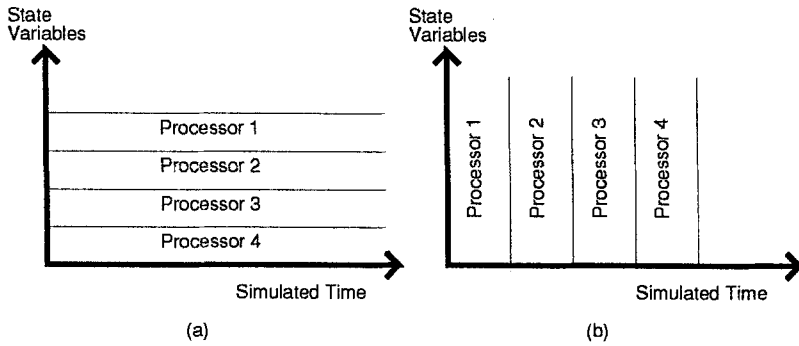 State
Variables
Processor 1
Processor 2
Processor 3
Processor 4
Simulated Time
(a)
State
Variables
Processor 1
Processor 2
Processor 3
Processor 4
Simulated Time
(b)